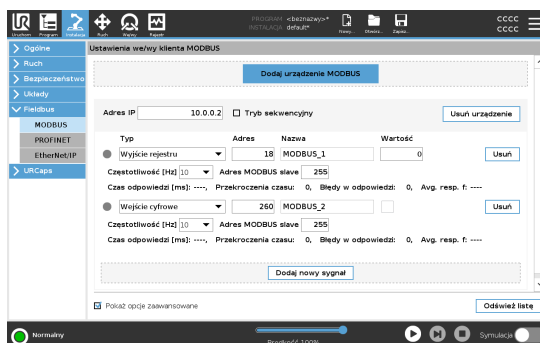 UR
PROGRAM <beznazwy>*
INSTALACJA default*
cccc
cccc
Uruchom Program Instalacja Ruch We/wy Rejestr Nowy... Otwórz... Zapisz...
Ogólne
Ruch
Bezpieczeństwo
Układy
Fieldbus
MODBUS
PROFINET
EtherNet/IP
URCaps
Ustawienia we/wy klienta MODBUS
Dodaj urządzenie MODBUS
Adres IP 10.0.0.2 Tryb sekwencyjny Usuń urządzenie
Typ Adres Nazwa Wartość
Wyjście rejestru 18 MODBUS_1 0 Usuń
Częstotliwość [Hz] 10 Adres MODBUS slave 255
Czas odpowiedzi [ms]: ----, Przekroczenia czasu: 0, Błędy w odpowiedzi: 0, Avg. resp. f: ----
Wejście cyfrowe 260 MODBUS_2 Usuń
Częstotliwość [Hz] 10 Adres MODBUS slave 255
Czas odpowiedzi [ms]: ----, Przekroczenia czasu: 0, Błędy w odpowiedzi: 0, Avg. resp. f: ----
Dodaj nowy sygnał
Pokaż opcje zaawansowane Odśwież listę
Normalny
Prędkość 100%
Symulacja